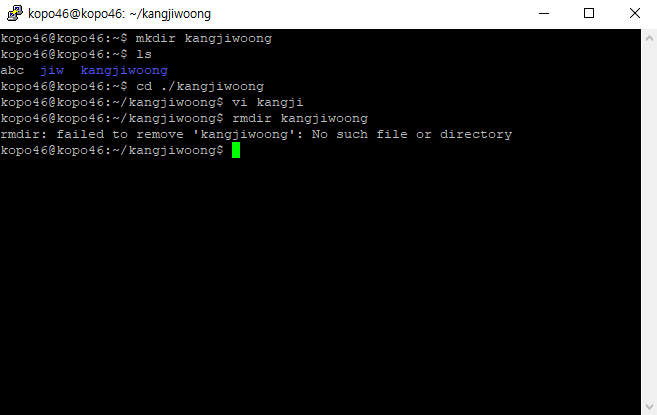 kopo46@kopo46: ~/kangjiwoong
kopo46@kopo46:~$ mkdir kangjiwoong
kopo46@kopo46:~$ ls
abc  jiw  kangjiwoong
kopo46@kopo46:~$ cd ./kangjiwoong
kopo46@kopo46:~/kangjiwoong$ vi kangji
kopo46@kopo46:~/kangjiwoong$ rmdir kangjiwoong
rmdir: failed to remove 'kangjiwoong': No such file or directory
kopo46@kopo46:~/kangjiwoong$